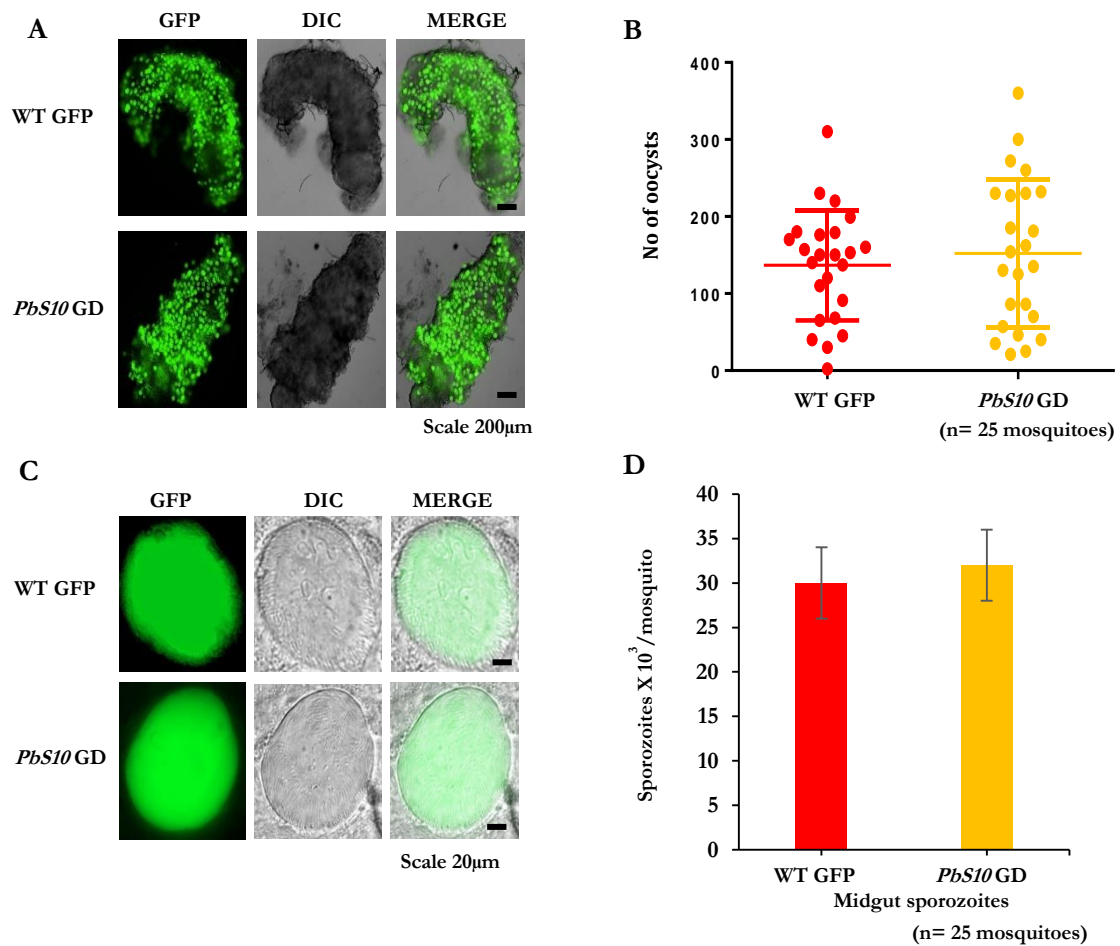 A
GFP DIC MERGE
WT GFP
PbS10 GD
Scale 200µm
B
No of oocysts
400
300
200
100
0
WT GFP PbS10 GD
(n= 25 mosquitoes)
C
GFP DIC MERGE
WT GFP
PbS10 GD
Scale 20µm
D
Sporozoites X 10³/mosquito
40
35
30
25
20
15
10
5
0
WT GFP PbS10 GD
Midgut sporozoites
(n= 25 mosquitoes)